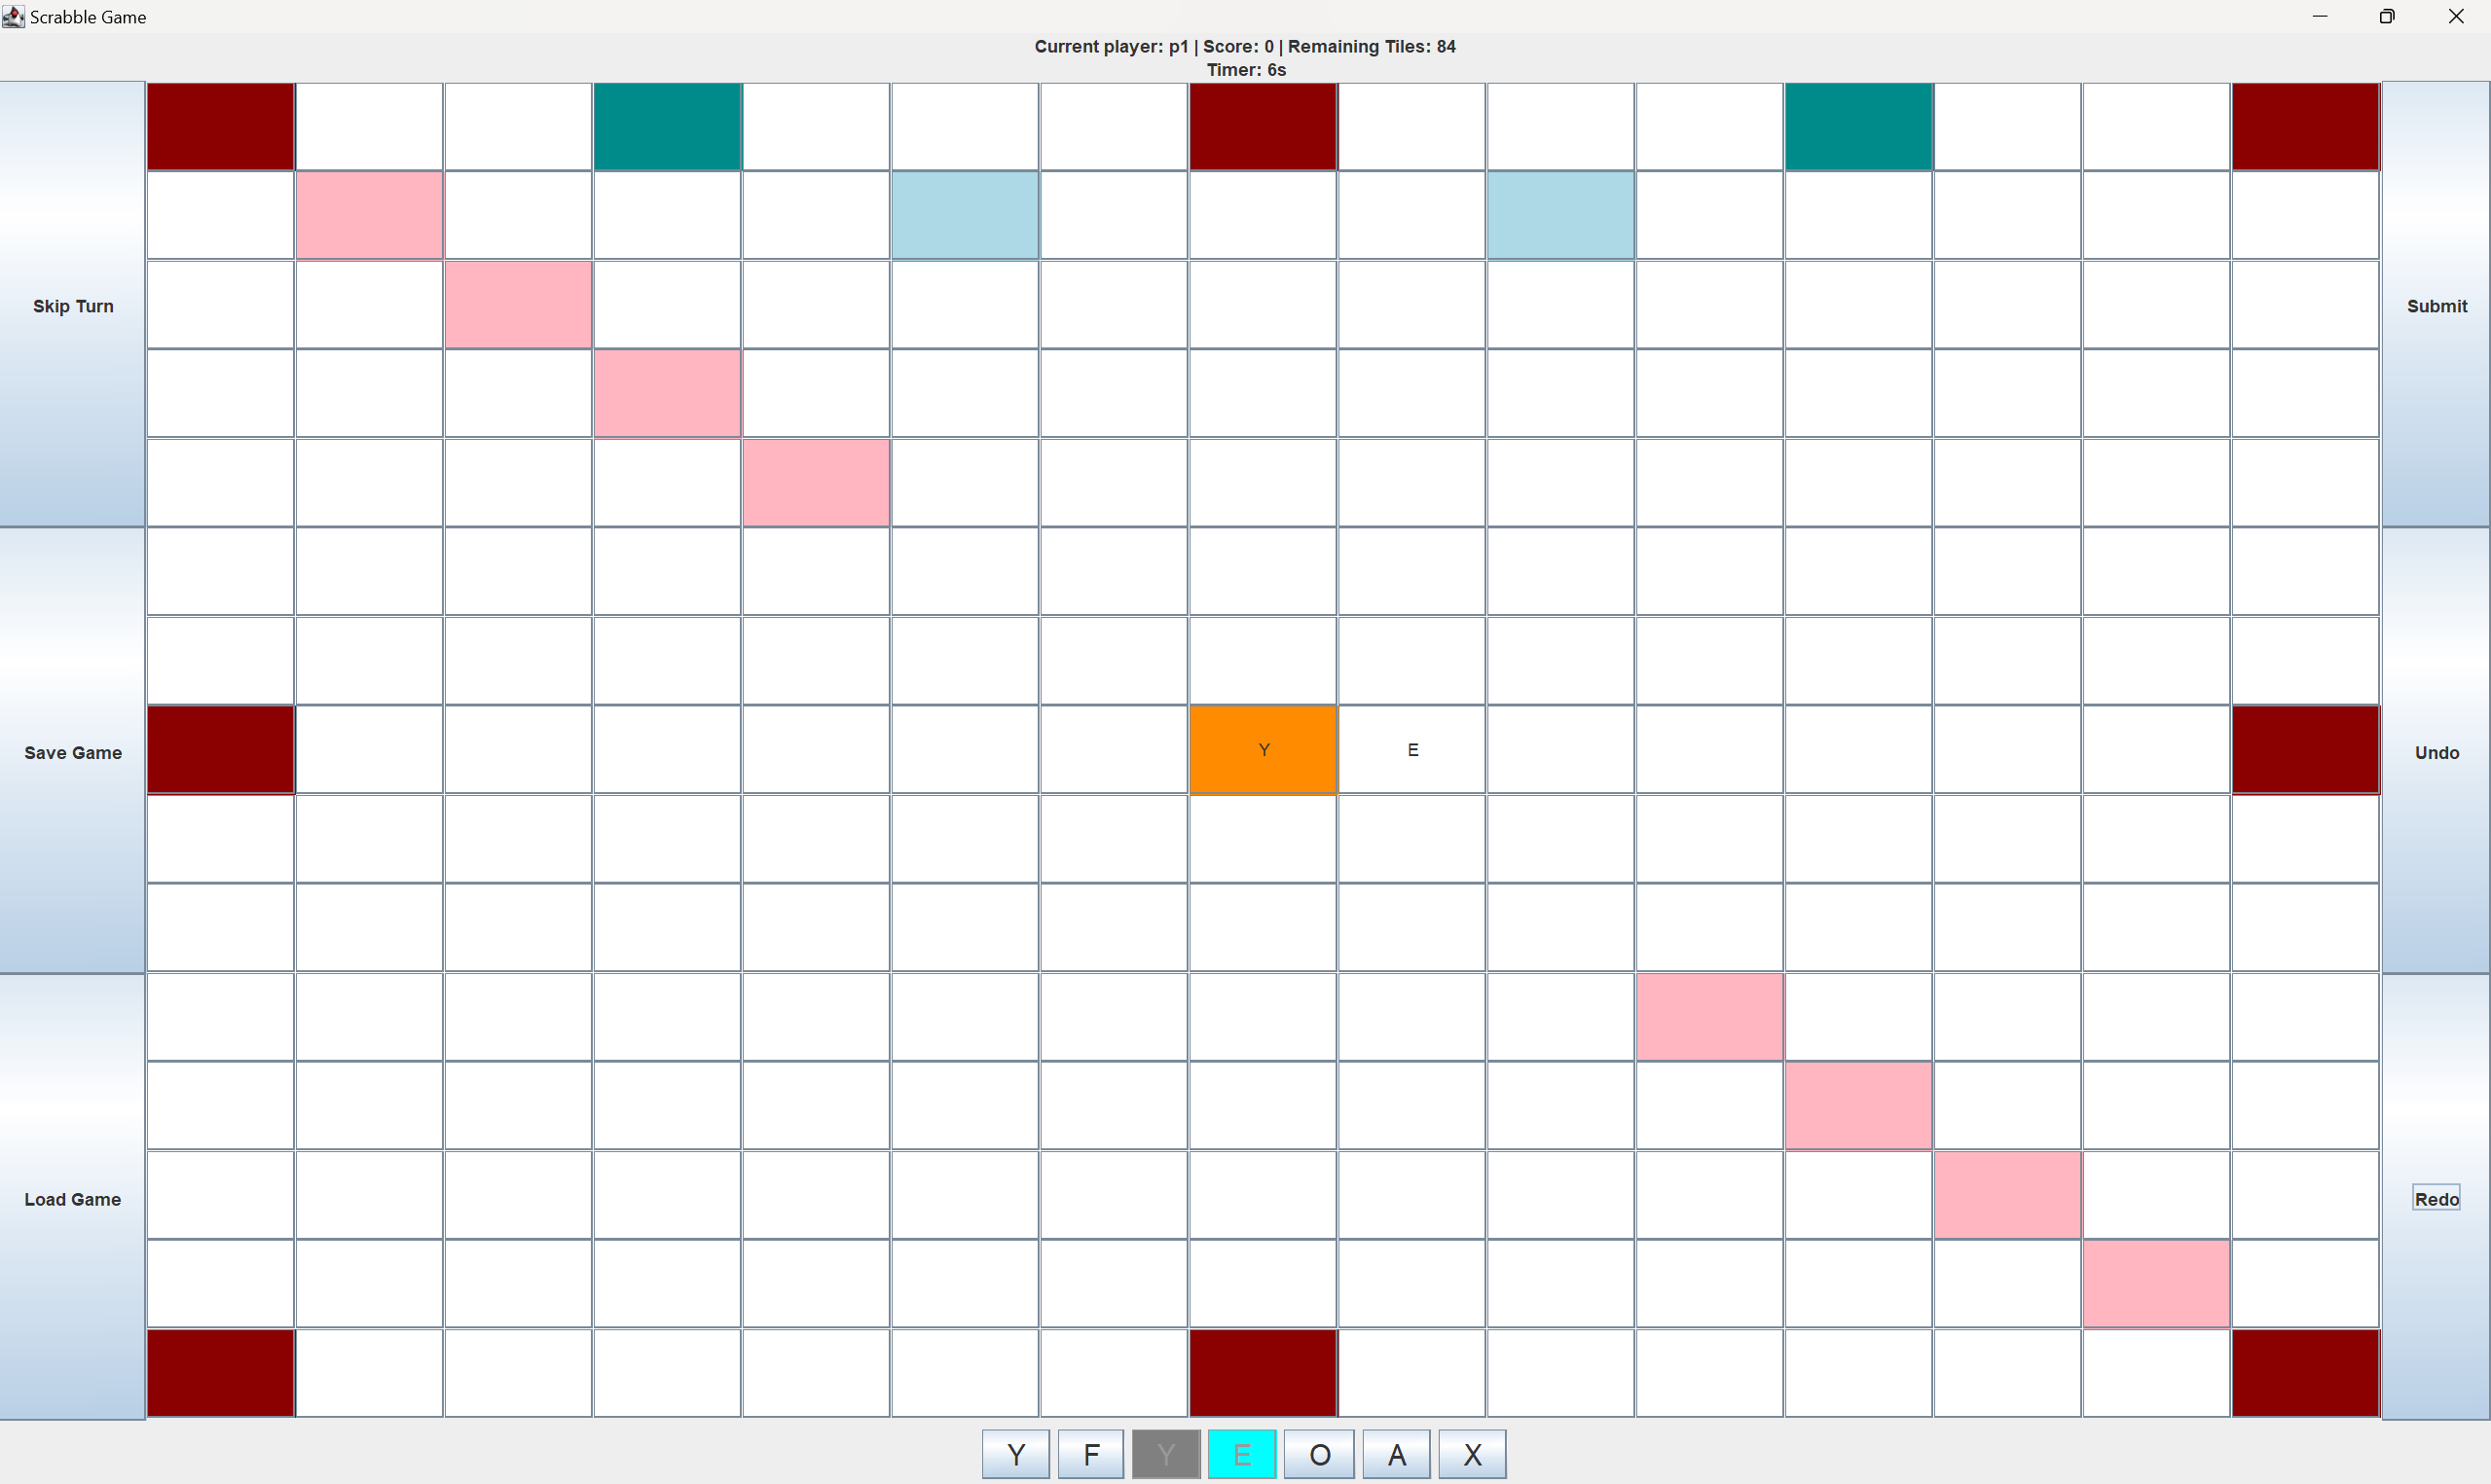 Scrabble Game
Current player: p1 | Score: 0 | Remaining Tiles: 84
Timer: 6s
Skip Turn
Submit
Save Game
Y E
Undo
Load Game
Redo
Y F Y E O A X